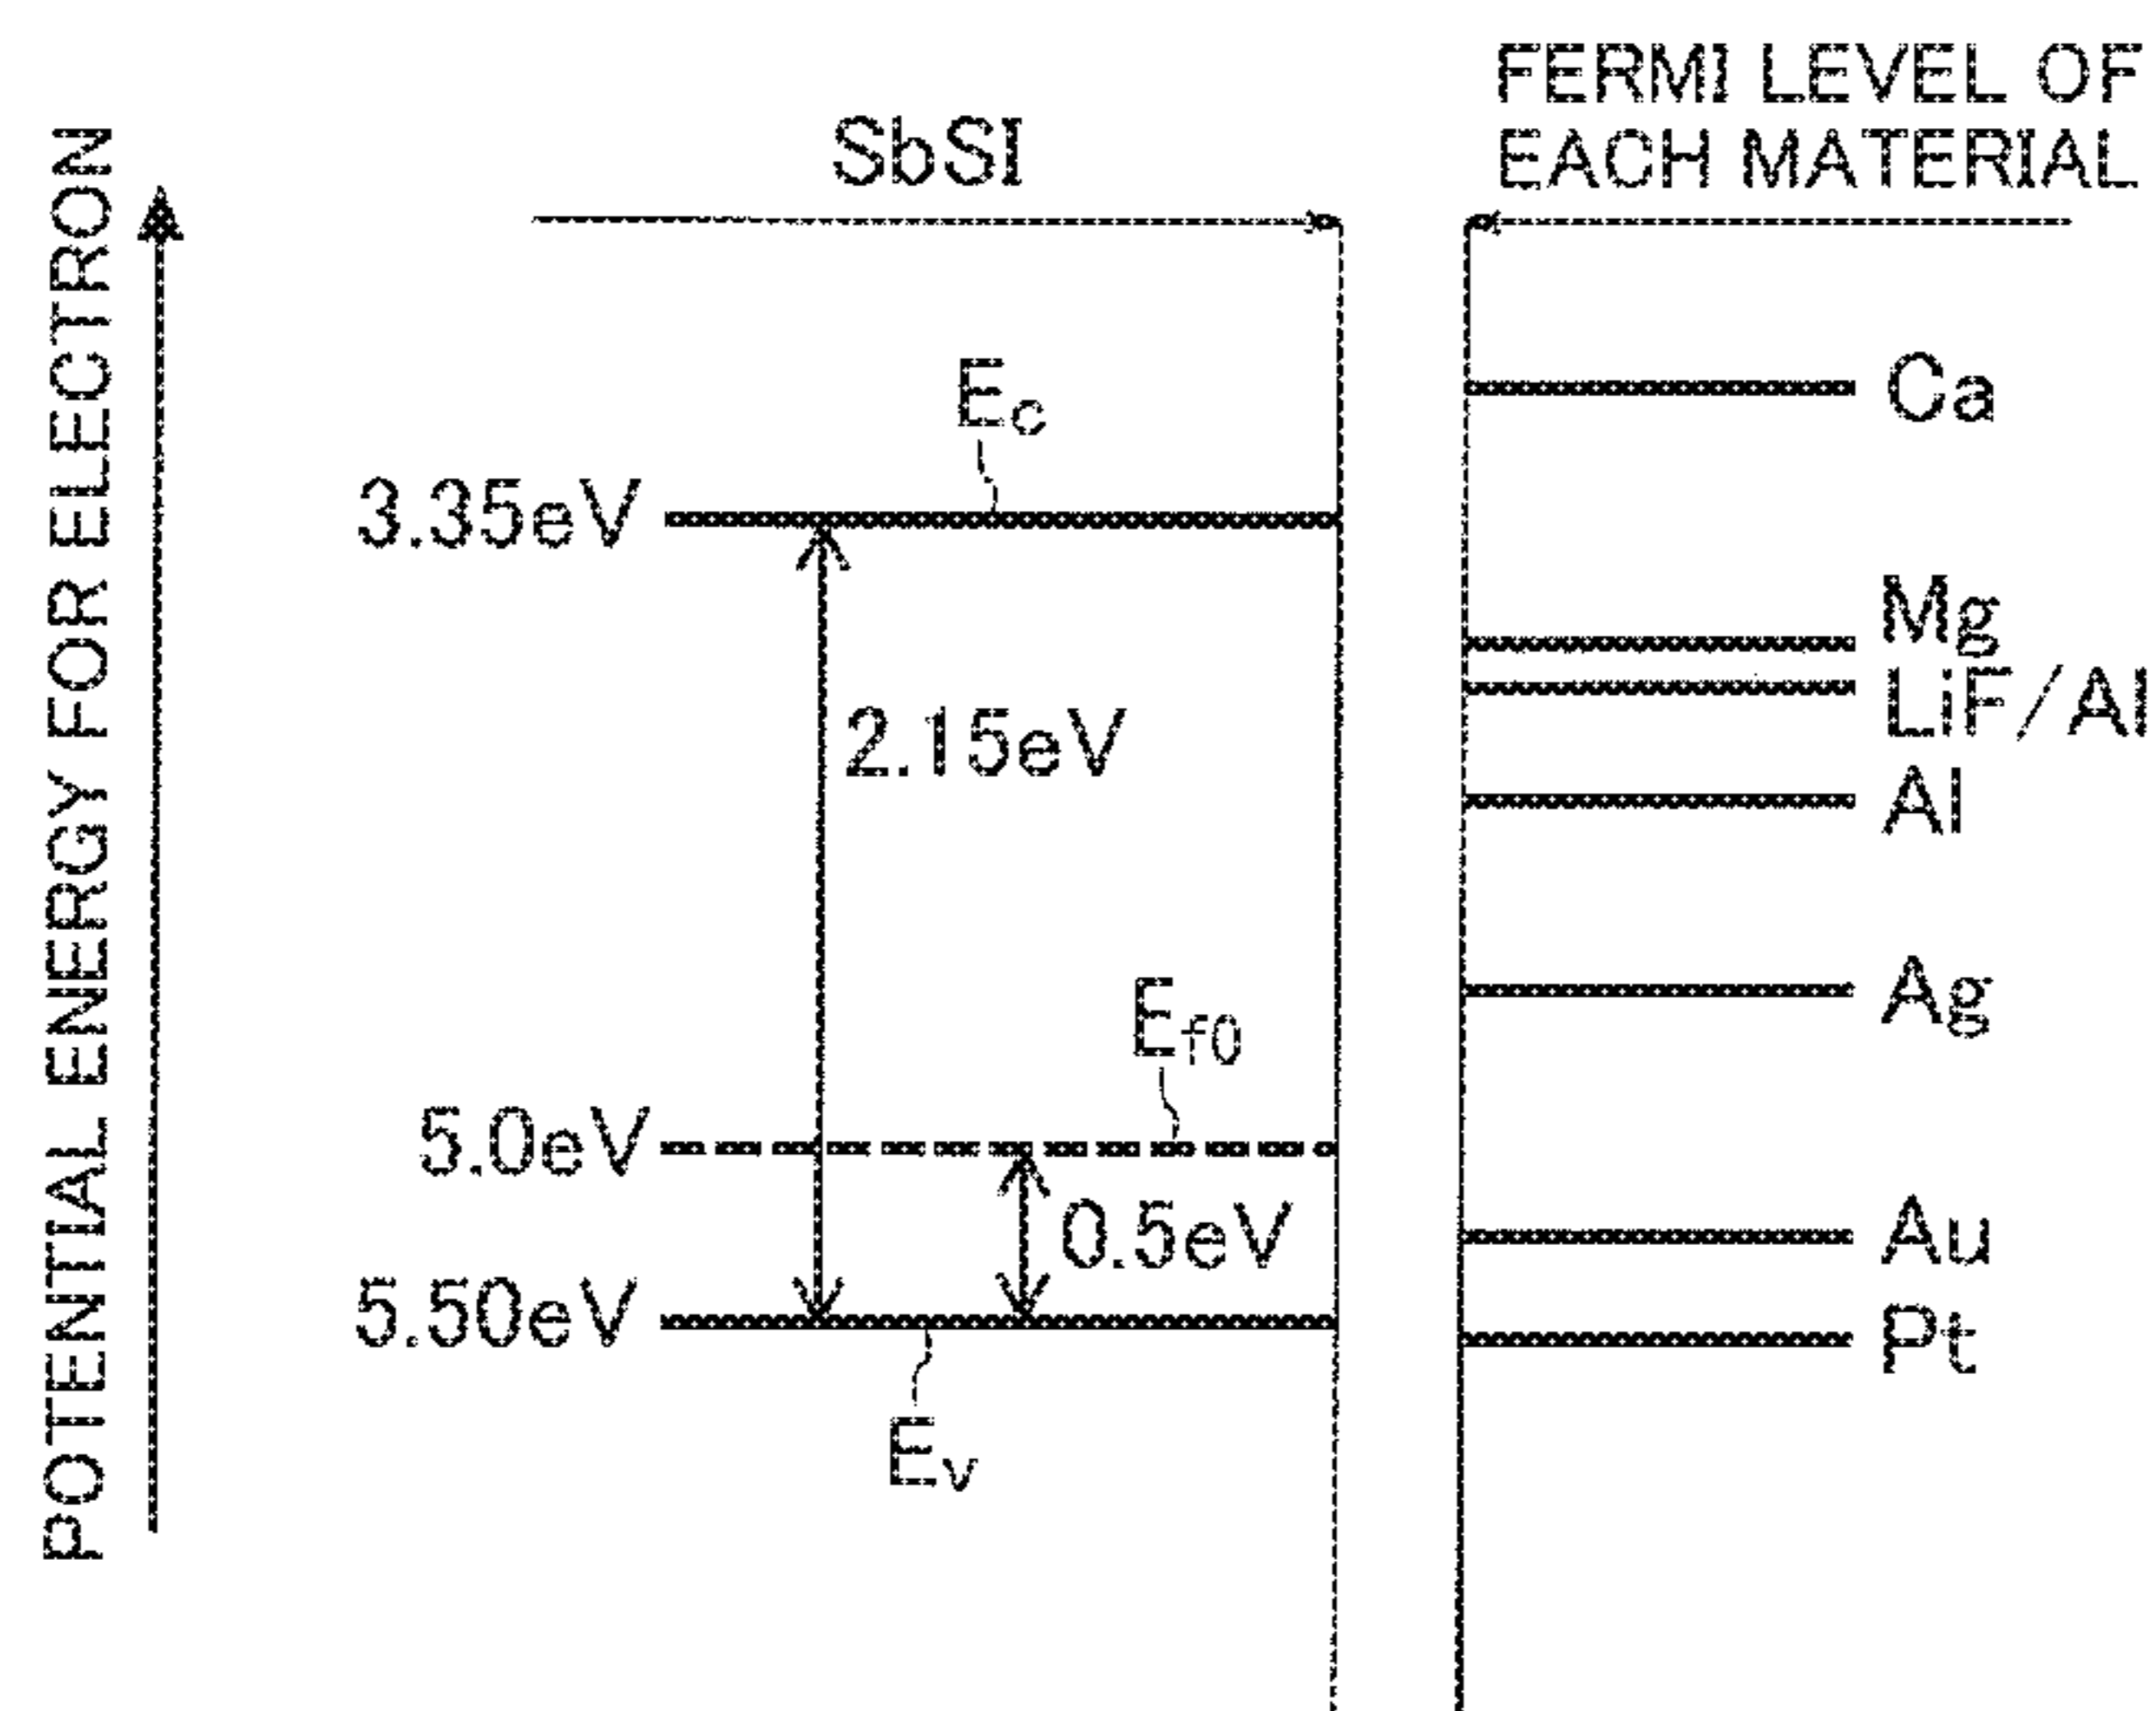 POTENTIAL ENERGY FOR ELECTRON
SbSI
FERMI LEVEL OF
EACH MATERIAL
Ec
3.35eV
2.15eV
Ef0
5.0eV
0.5eV
5.50eV
Ev
Ca
Mg
LiF/Al
Al
Ag
Au
Pt